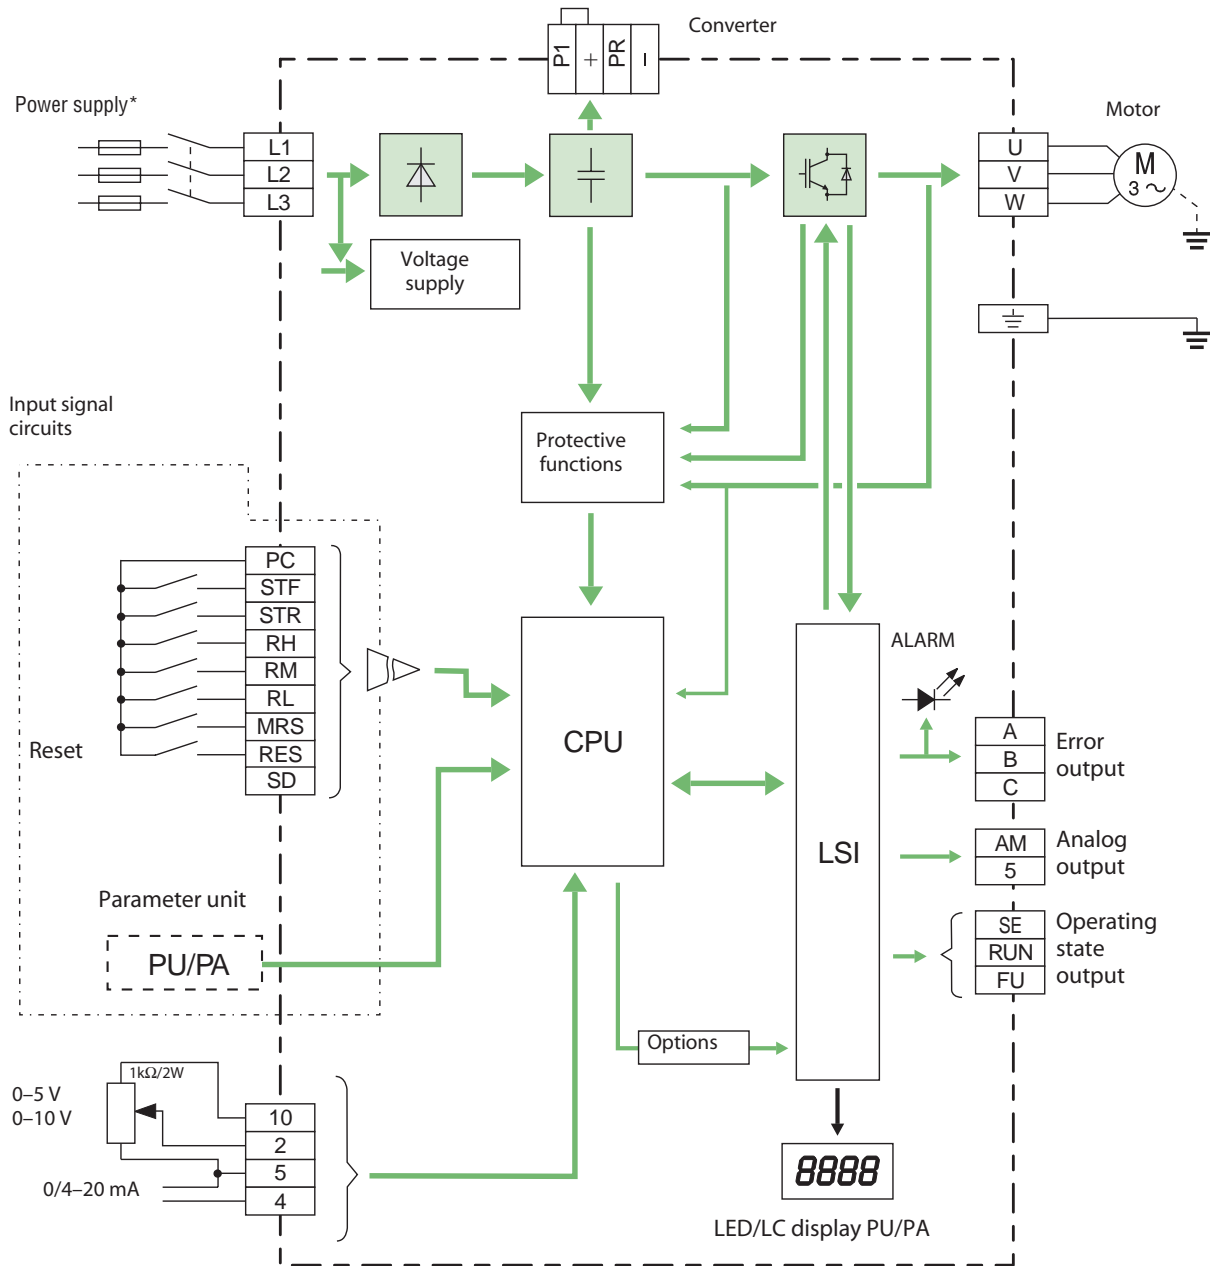 Converter
P1
+
PR
–
Power supply*
L1
L2
L3
Motor
U
V
W
M
3 ~
Voltage
supply
Input signal
circuits
Protective
functions
PC
STF
STR
RH
RM
RL
MRS
RES
SD
Reset
CPU
LSI
ALARM
A
B
C
Error
output
AM
5
Analog
output
SE
RUN
FU
Operating
state
output
Parameter unit
PU/PA
Options
1kΩ/2W
0–5 V
0–10 V
10
2
5
4
0/4–20 mA
8888
LED/LC display PU/PA